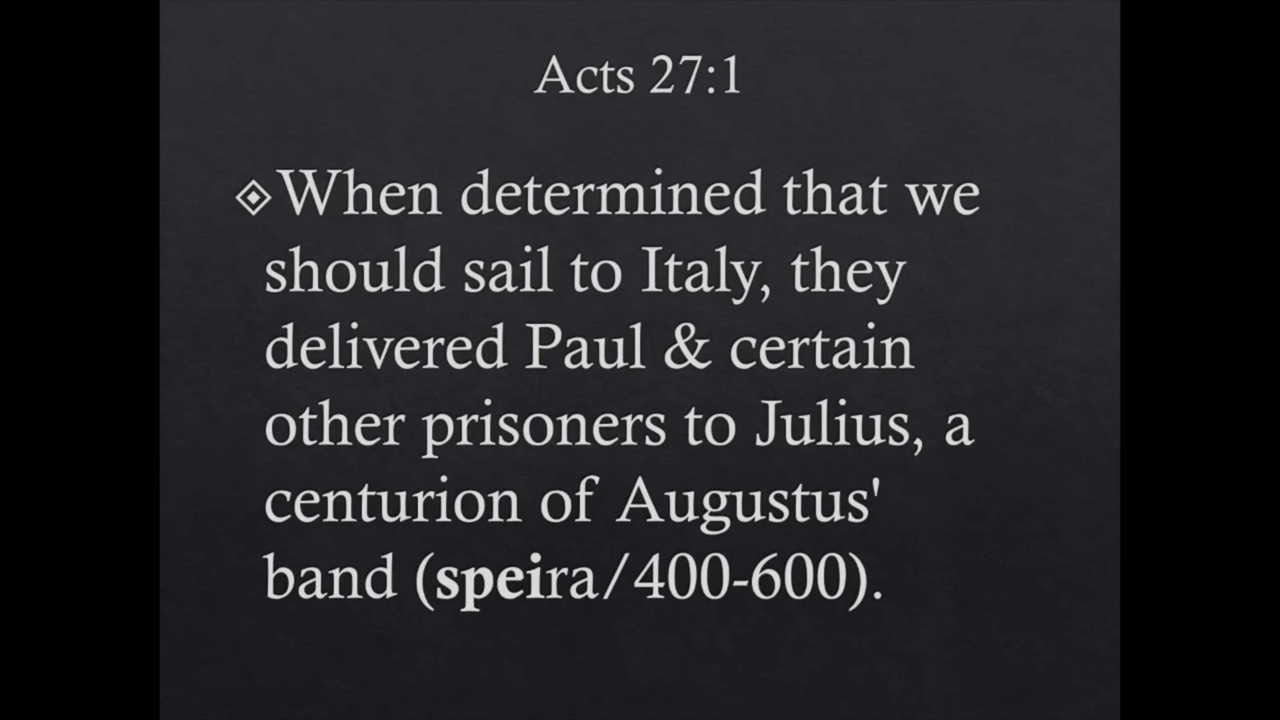 Acts 27:1
When determined that we
should sail to Italy, they
delivered Paul & certain
other prisoners to Julius, a
centurion of Augustus'
band (speira/400-600).